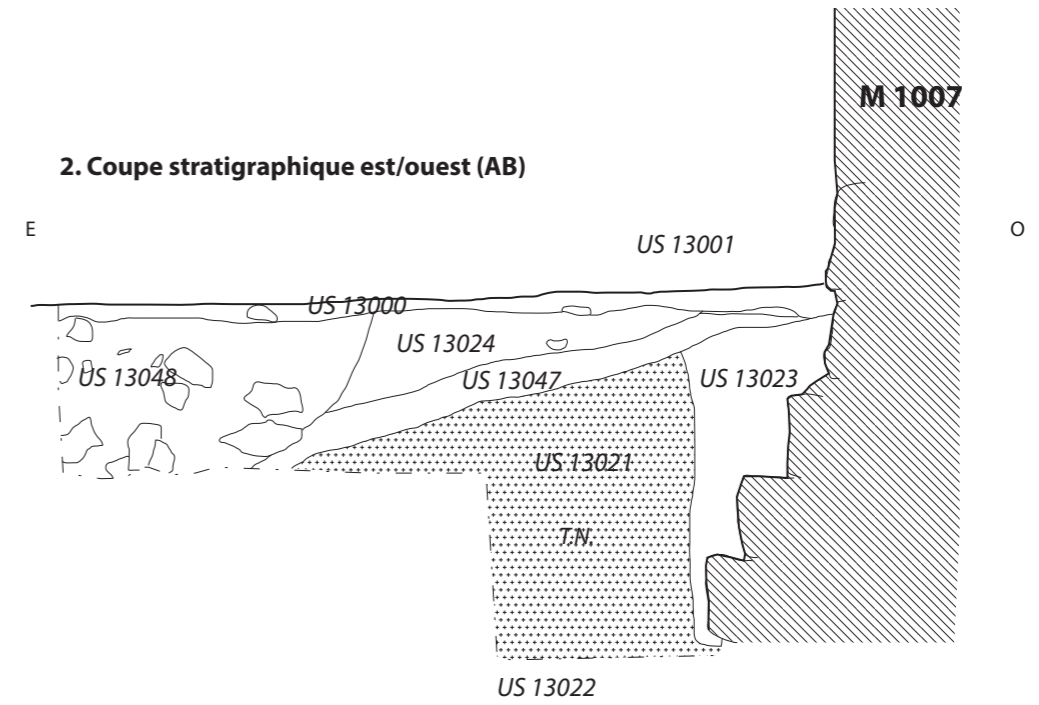 M 1007
2. Coupe stratigraphique est/ouest (AB)
E
O
US 13001
US 13000
US 13024
US 13048
US 13047
US 13023
US 13021
T.N.
US 13022